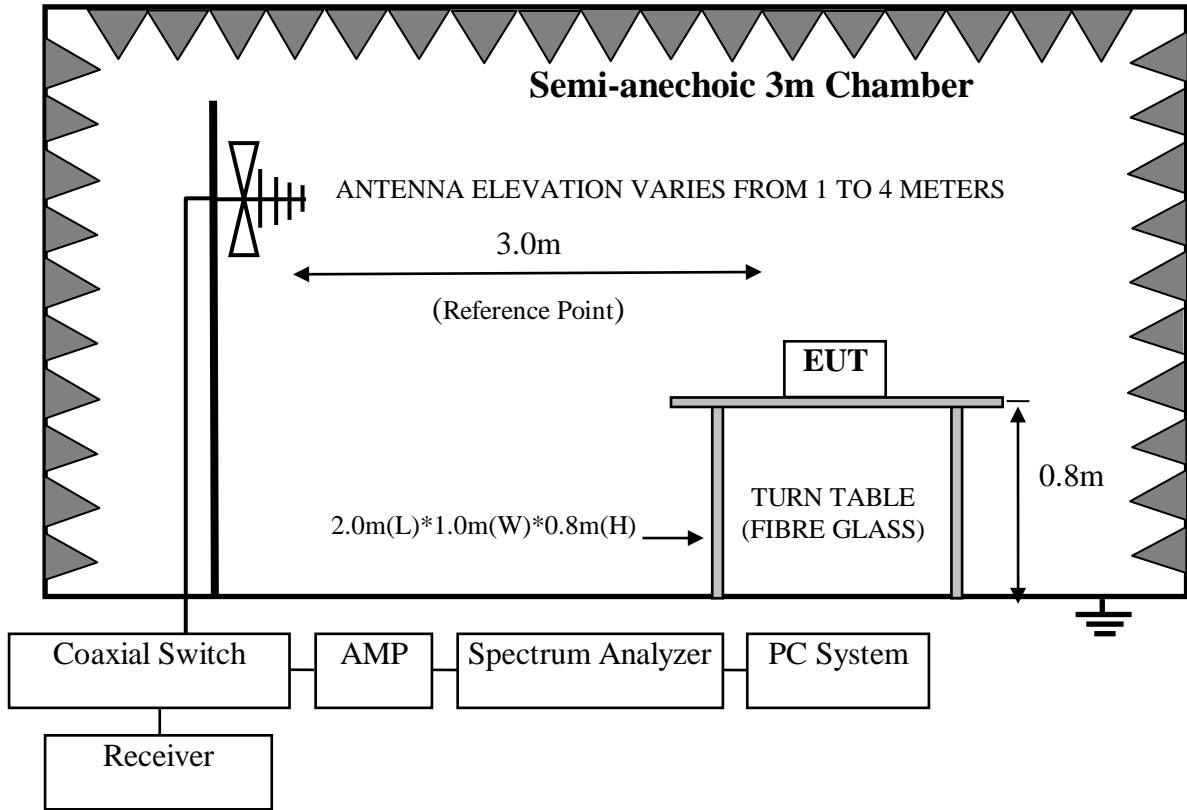 Semi-anechoic 3m Chamber
ANTENNA ELEVATION VARIES FROM 1 TO 4 METERS
3.0m
(Reference Point)
EUT
0.8m
TURN TABLE
(FIBRE GLASS)
2.0m(L)*1.0m(W)*0.8m(H)
Coaxial Switch
AMP
Spectrum Analyzer
PC System
Receiver